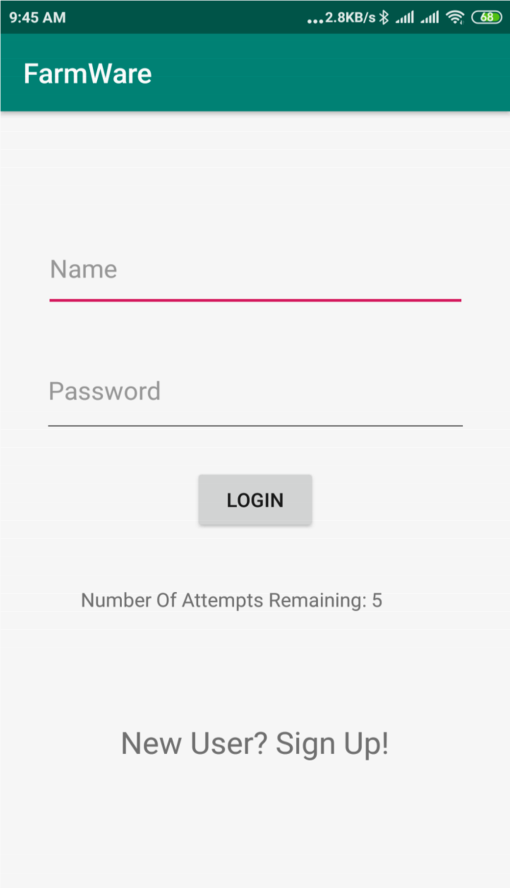 9:45 AM ...2.8KB/s 68
FarmWare
Name
Password
LOGIN
Number Of Attempts Remaining: 5
New User? Sign Up!